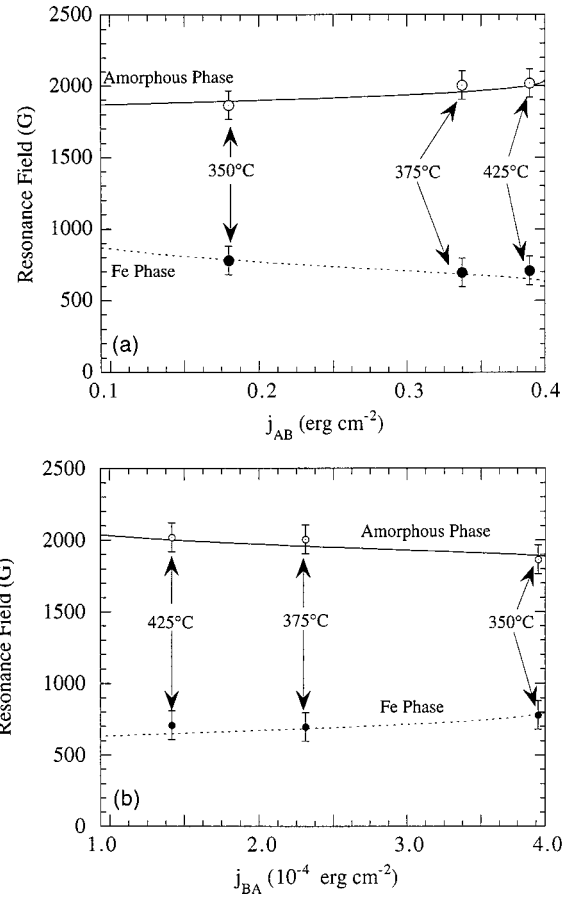 2500
2000
1500
1000
500
0
Resonance Field (G)
Amorphous Phase
350°C
375°C
425°C
Fe Phase
(a)
0.1 0.2 0.3 0.4
j_AB (erg cm⁻²)
2500
2000
1500
1000
500
0
Resonance Field (G)
Amorphous Phase
425°C
375°C
350°C
Fe Phase
(b)
1.0 2.0 3.0 4.0
j_BA (10⁻⁴ erg cm⁻²)